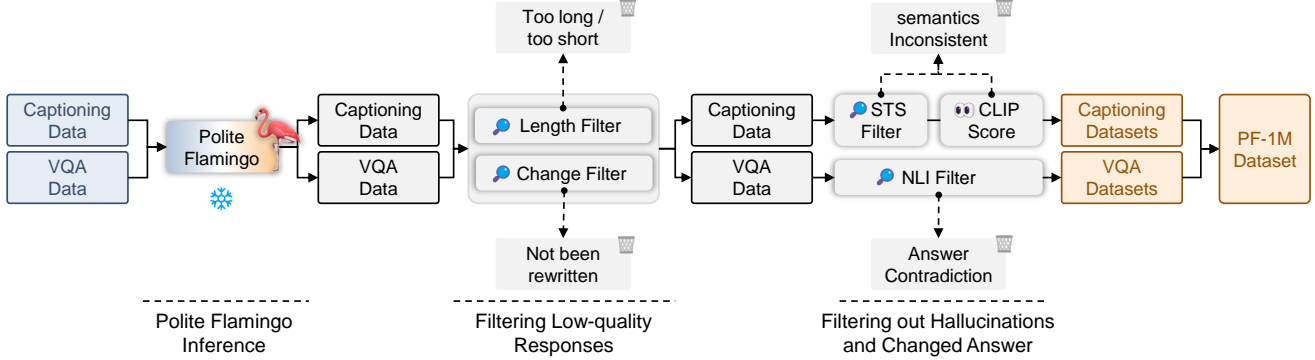 Too long /
too short
semantics
Inconsistent
Captioning
Data
VQA
Data
Polite
Flamingo
Captioning
Data
VQA
Data
Length Filter
Change Filter
Captioning
Data
VQA
Data
STS
Filter
CLIP
Score
NLI Filter
Captioning
Datasets
VQA
Datasets
PF-1M
Dataset
Not been
rewritten
Answer
Contradiction
Polite Flamingo
Inference
Filtering Low-quality
Responses
Filtering out Hallucinations
and Changed Answer